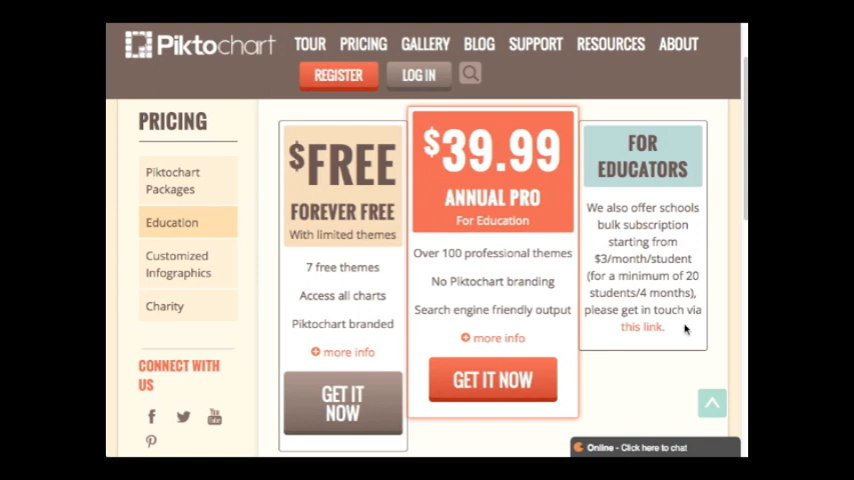 Piktochart
TOUR PRICING GALLERY BLOG SUPPORT RESOURCES ABOUT
REGISTER LOG IN
PRICING
Piktochart
Packages
Education
Customized
Infographics
Charity
CONNECT WITH
US
$FREE
FOREVER FREE
With limited themes
7 free themes
Access all charts
Piktochart branded
more info
GET IT
NOW
$39.99
ANNUAL PRO
For Education
Over 100 professional themes
No Piktochart branding
Search engine friendly output
more info
GET IT NOW
FOR
EDUCATORS
We also offer schools
bulk subscription
starting from
$3/month/student
(for a minimum of 20
students/4 months),
please get in touch via
this link.
Online - Click here to chat